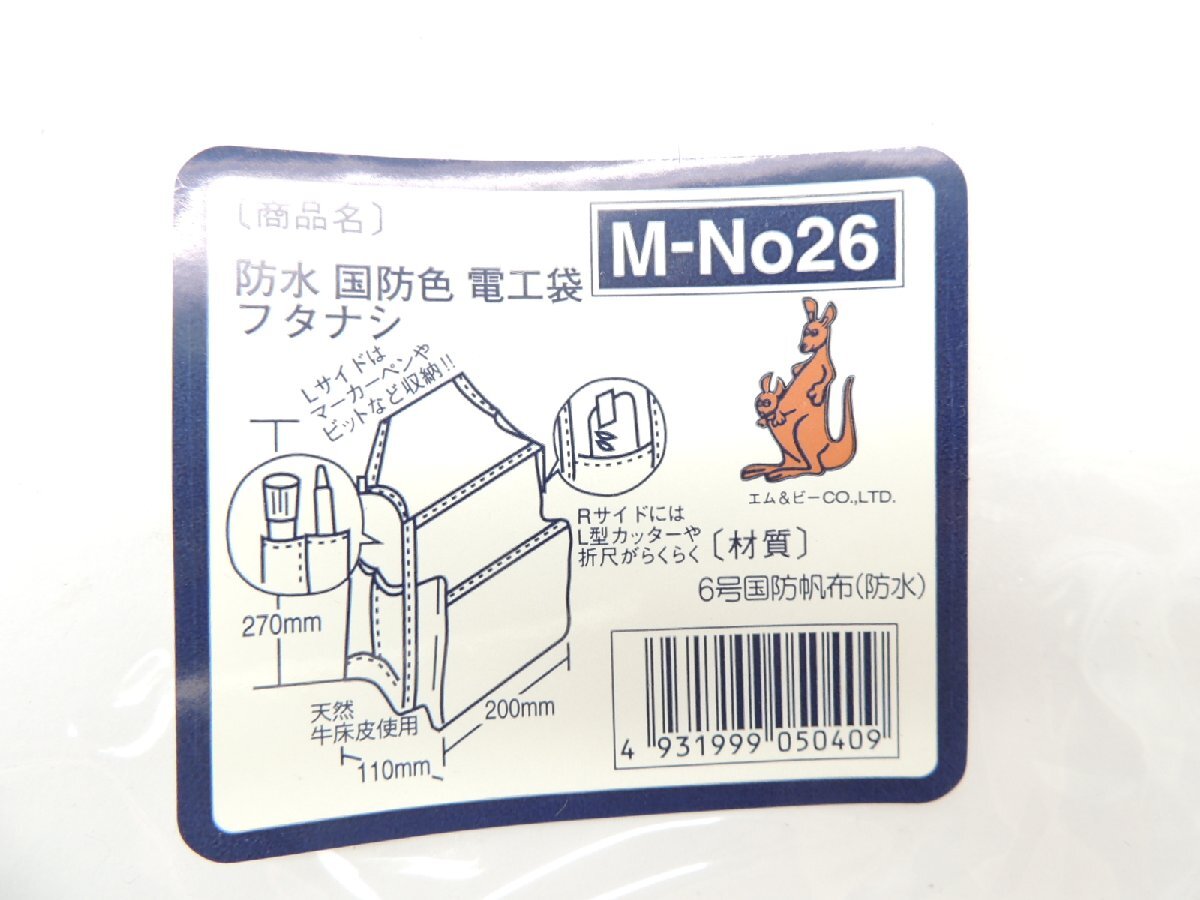 〔商品名〕
M-No26
防水 国防色 電工袋
フタナシ
Lサイドは
マーカーペンや
ビットなど収納!!
エム&ビーCO.,LTD.
Rサイドには
L型カッターや
折尺がらくらく
〔材質〕
6号国防帆布(防水)
270mm
200mm
天然
牛床皮使用
110mm
4 931999 050409